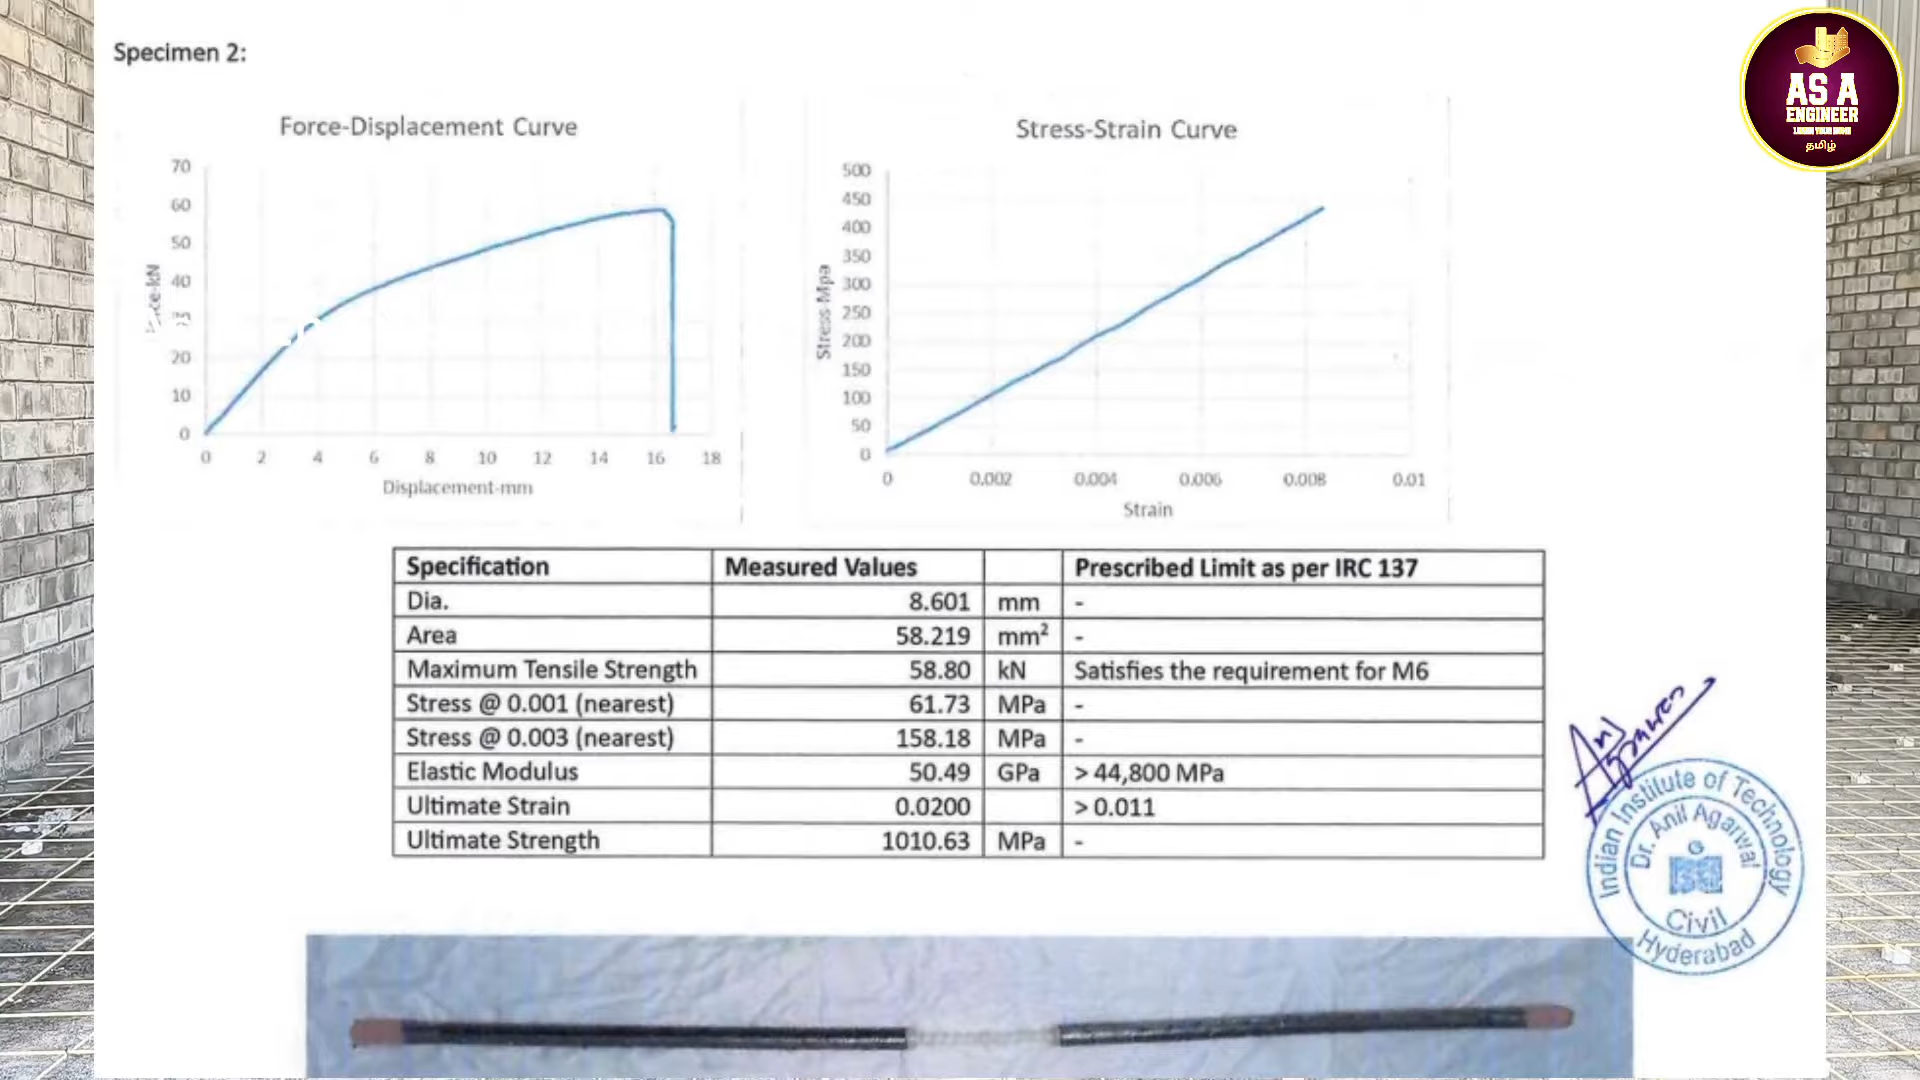 Specimen 2:
AS A
ENGINEER
தமிழ்
Force-Displacement Curve
70
60
50
40
20
10
0
0 2 4 6 8 10 12 14 16 18
Displacement-mm
Stress-Strain Curve
Stress-Mpa
500
450
400
350
300
250
200
150
100
50
0
0 0.002 0.004 0.006 0.008 0.01
Strain
Specification Measured Values Prescribed Limit as per IRC 137
Dia. 8.601 mm -
Area 58.219 mm² -
Maximum Tensile Strength 58.80 kN Satisfies the requirement for M6
Stress @ 0.001 (nearest) 61.73 MPa -
Stress @ 0.003 (nearest) 158.18 MPa -
Elastic Modulus 50.49 GPa > 44,800 MPa
Ultimate Strain 0.0200 > 0.011
Ultimate Strength 1010.63 MPa -
Anil Agarwal
Indian Institute of Technology
Dr. Anil Agarwal
Civil
Hyderabad